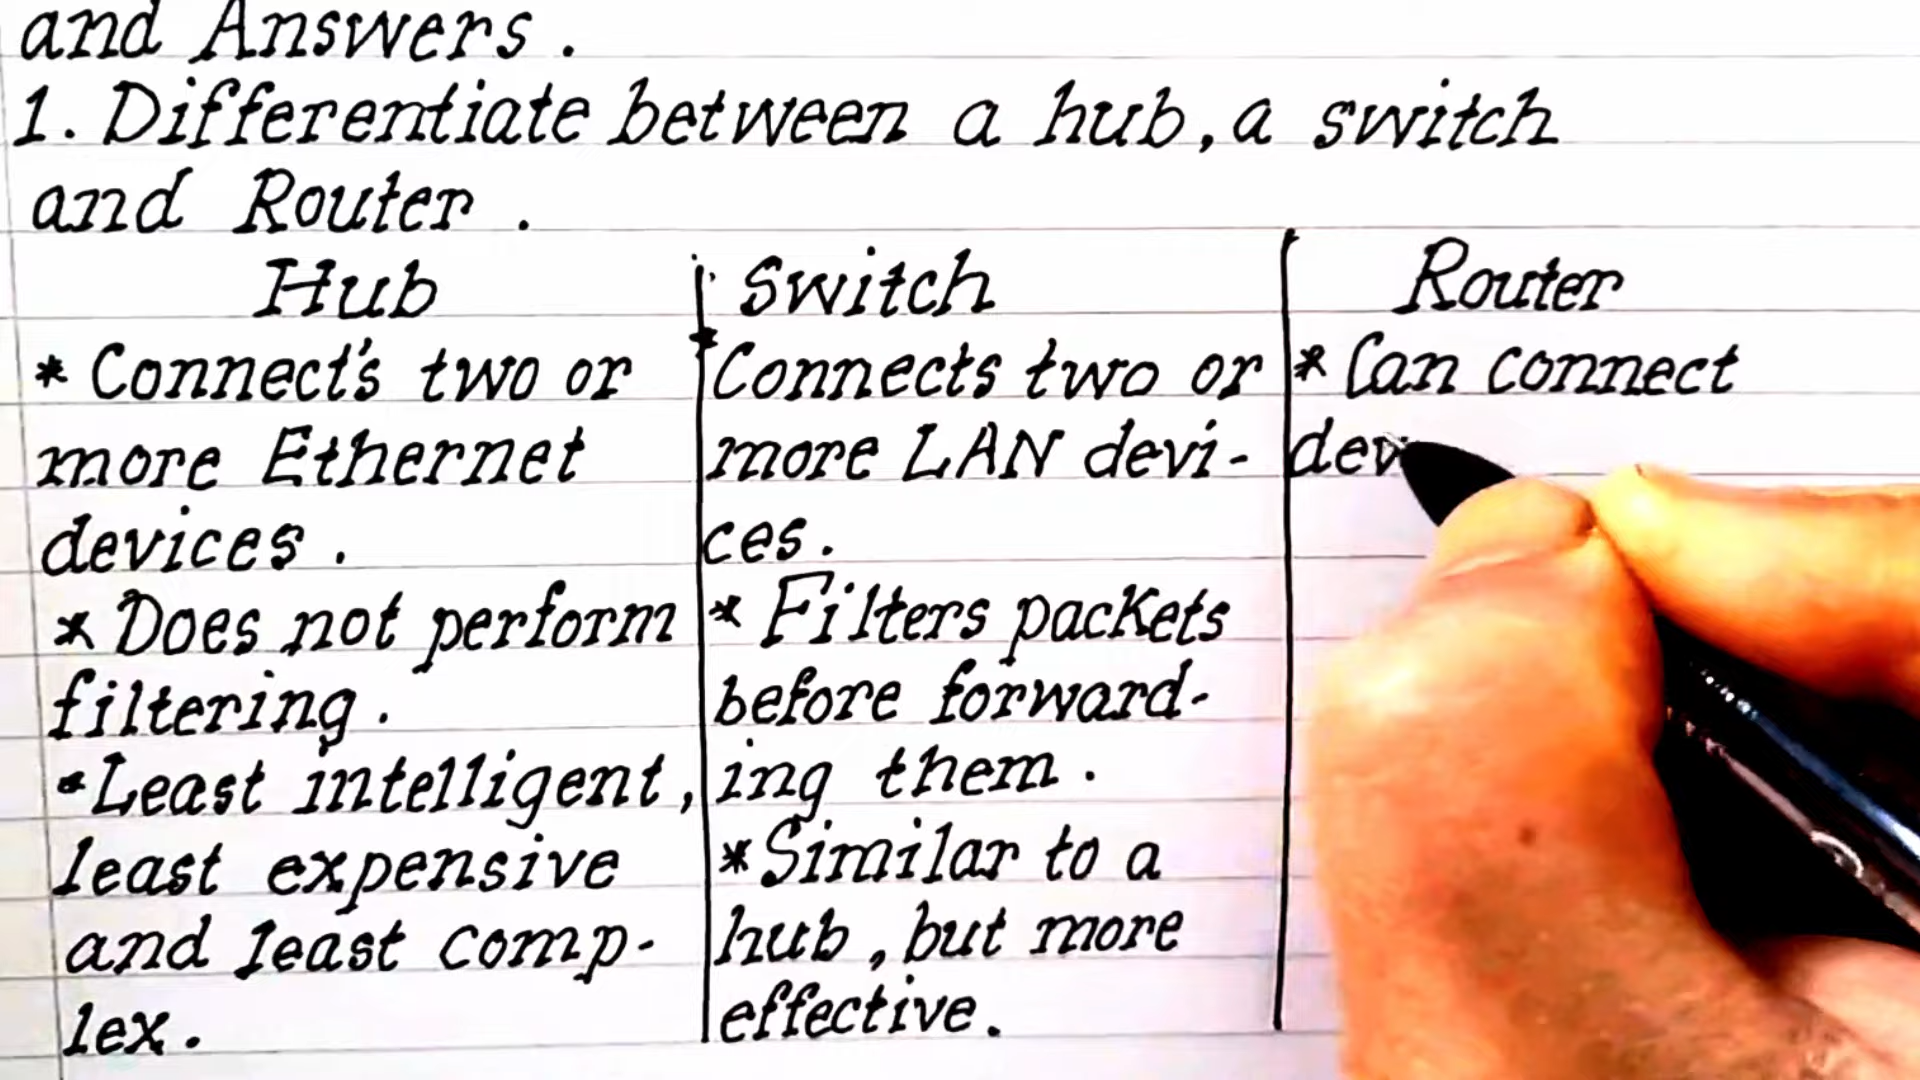 and Answers.
1. Differentiate between a hub, a switch
and Router.
Hub
* Connect's two or
more Ethernet
devices.
* Does not perform
filtering.
* Least intelligent,
least expensive
and least comp-
lex.
Switch
* Connects two or
more LAN devi-
ces.
* Filters packets
before forward-
ing them.
* Similar to a
hub, but more
effective.
Router
* Can connect
dev